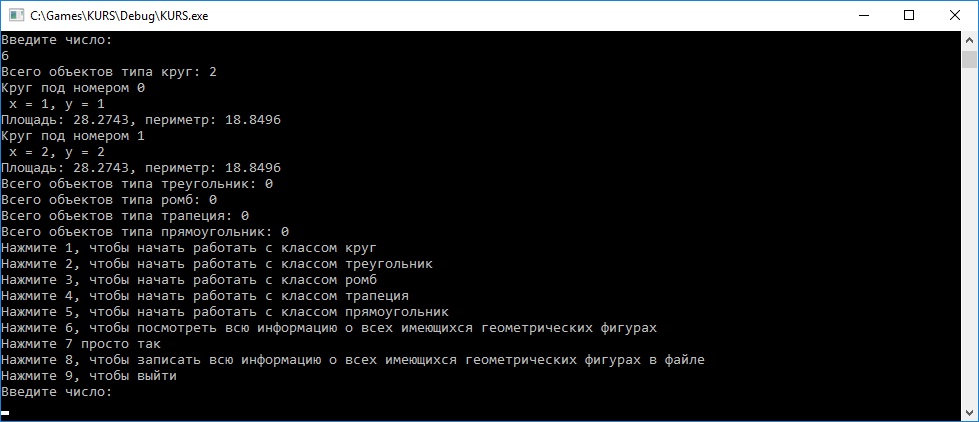 C:\Games\KURS\Debug\KURS.exe
Введите число:
6
Всего объектов типа круг: 2
Круг под номером 0
x = 1, y = 1
Площадь: 28.2743, периметр: 18.8496
Круг под номером 1
x = 2, y = 2
Площадь: 28.2743, периметр: 18.8496
Всего объектов типа треугольник: 0
Всего объектов типа ромб: 0
Всего объектов типа трапеция: 0
Всего объектов типа прямоугольник: 0
Нажмите 1, чтобы начать работать с классом круг
Нажмите 2, чтобы начать работать с классом треугольник
Нажмите 3, чтобы начать работать с классом ромб
Нажмите 4, чтобы начать работать с классом трапеция
Нажмите 5, чтобы начать работать с классом прямоугольник
Нажмите 6, чтобы посмотреть всю информацию о всех имеющихся геометрических фигурах
Нажмите 7 просто так
Нажмите 8, чтобы записать всю информацию о всех имеющихся геометрических фигурах в файле
Нажмите 9, чтобы выйти
Введите число: